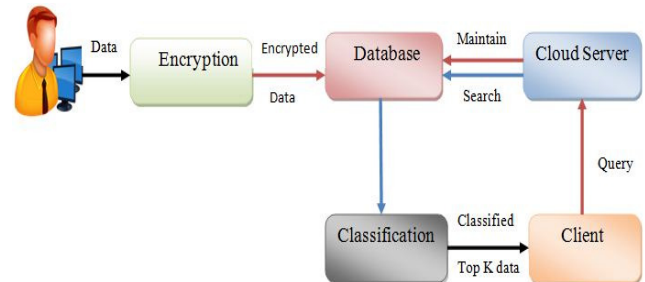 Data
Encryption
Encrypted
Data
Database
Maintain
Search
Cloud Server
Query
Classification
Classified
Top K data
Client